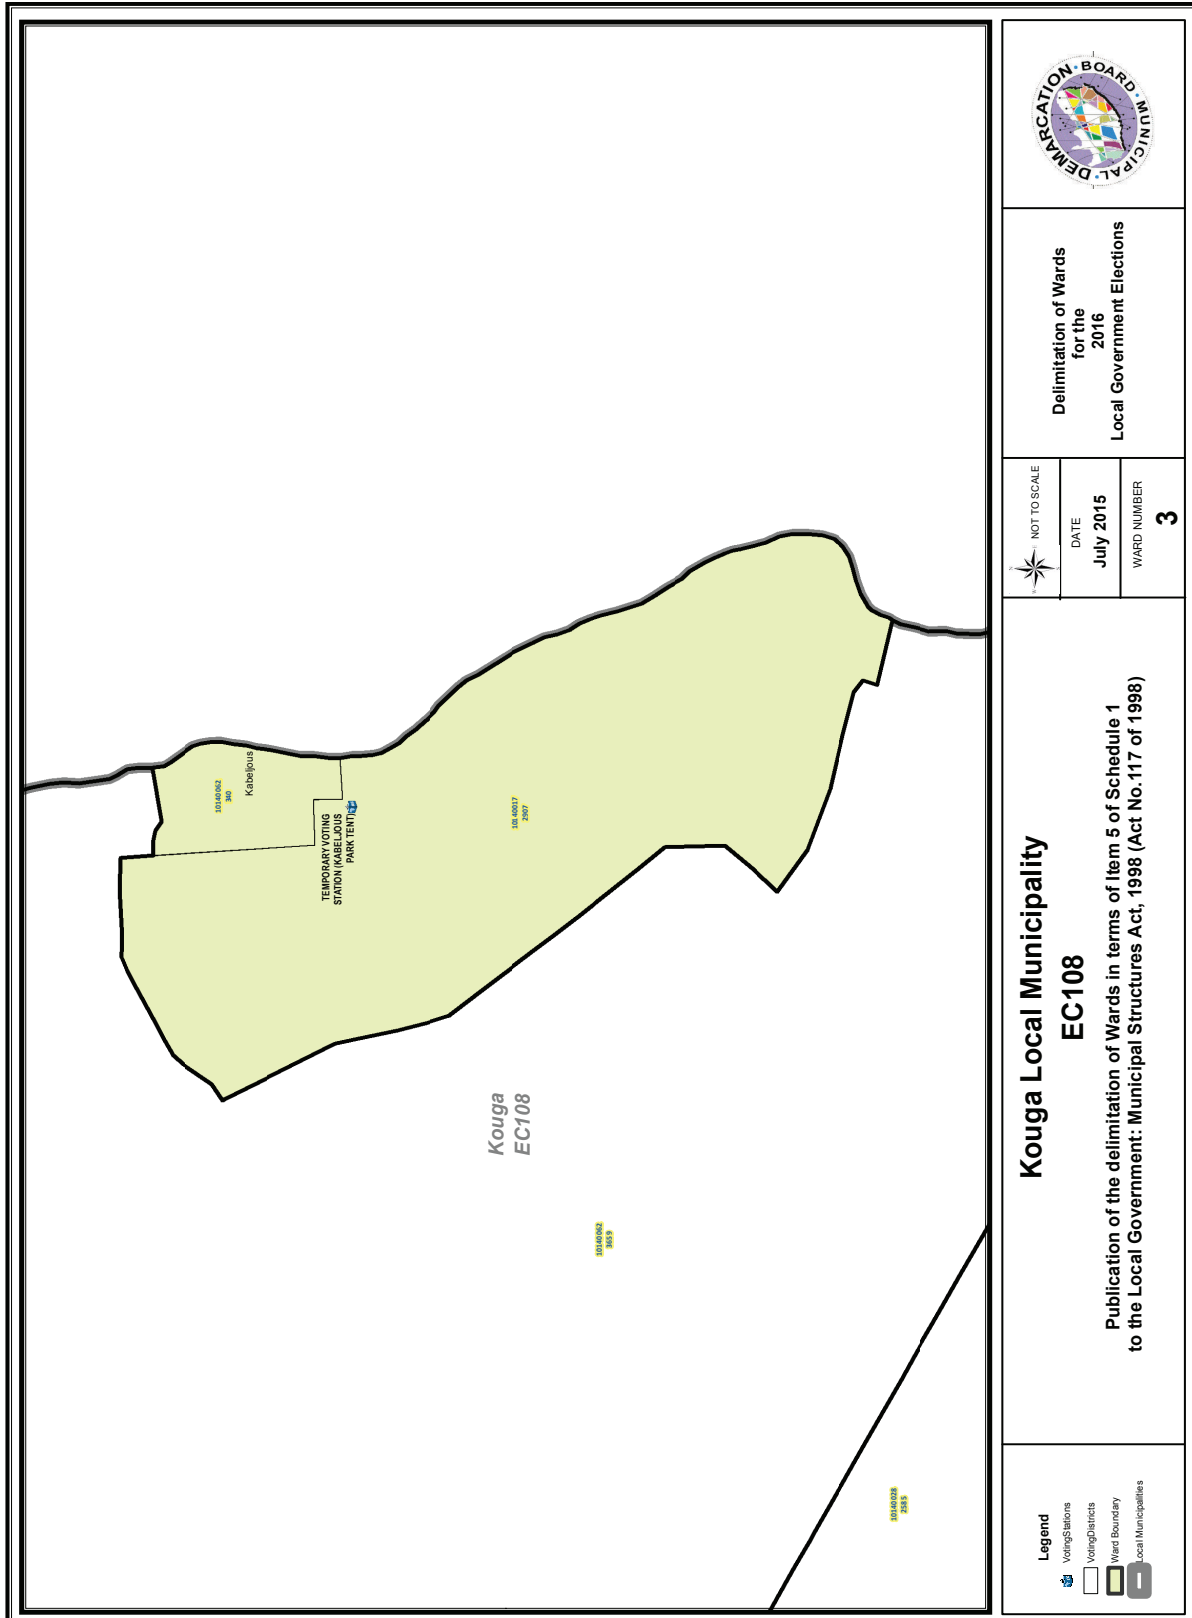 10140062
340
Kabeljous
TEMPORARY VOTING
STATION (KABELJOUS
PARK TENT)
10140017
2907
Kouga
EC108
10140062
3659
10140028
2585
Legend
VotingStations
VotingDistricts
Ward Boundary
Local Municipalities
Kouga Local Municipality
EC108
Publication of the delimitation of Wards in terms of Item 5 of Schedule 1
to the Local Government: Municipal Structures Act, 1998 (Act No.117 of 1998)
NOT TO SCALE
DATE
July 2015
WARD NUMBER
3
Delimitation of Wards
for the
2016
Local Government Elections
MUNICIPAL · DEMARCATION · BOARD ·